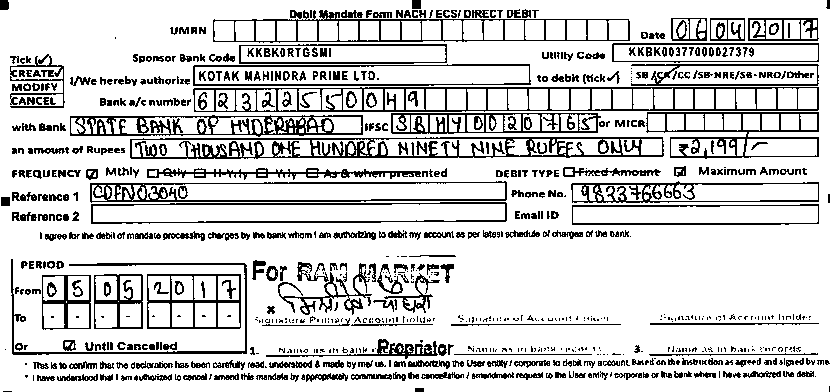 Debit Mandate Form NACH / ECS/ DIRECT DEBIT
UMRN Date 06042017
Tick (✓) Sponsor Bank Code KKBK0RTGSMI Utility Code KKBK00377000027379
CREATE✓ I/We hereby authorize KOTAK MAHINDRA PRIME LTD. to debit (tick✓) SB/CA/CC/SB-NRE/SB-NRO/Other
MODIFY
CANCEL Bank a/c number 62322550049
with Bank STATE BANK OF HYDERABAD IFSC SBHY0020765 or MICR
an amount of Rupees TWO THOUSAND ONE HUNDRED NINETY NINE RUPEES ONLY ₹2,199/-
FREQUENCY ☑ Mthly ☐ Qtly ☐ H-Yrly ☐ Yrly ☐ As & when presented DEBIT TYPE ☐ Fixed Amount ☑ Maximum Amount
Reference 1 CDFN03040 Phone No. 9833766663
Reference 2 Email ID
I agree for the debit of mandate processing charges by the bank whom I am authorizing to debit my account as per latest schedule of charges of the bank.
PERIOD
From 05052017
To - - - - - - - -
Or ☑ Until Cancelled
For RAM MARKET
Signature Primary Account holder Signature of Account holder Signature of Account holder
Proprietor
1. Name as in bank records Name as in bank records 3. Name as in bank records
* This is to confirm that the declaration has been carefully read, understood & made by me/ us. I am authorizing the User entity / corporate to debit my account. Based on the instruction as agreed and signed by me.
* I have understood that I am authorized to cancel / amend this mandate by appropriately communicating the cancellation / amendment request to the User entity / corporate or the bank where I have authorized the debit.